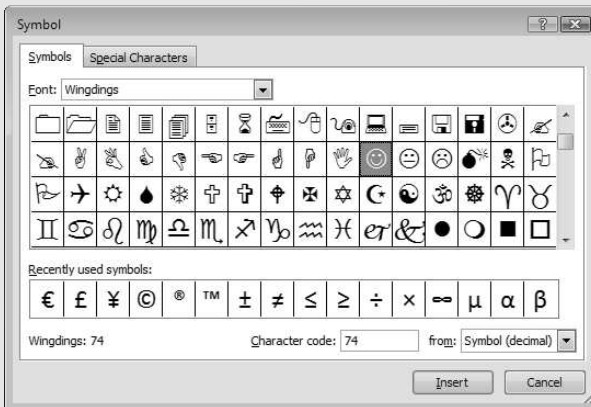 Symbol
Symbols Special Characters
Font: Wingdings
Recently used symbols:
€ £ ¥ © ® ™ ± ≠ ≤ ≥ ÷ × ∞ µ α β
Wingdings: 74 Character code: 74 from: Symbol (decimal)
Insert Cancel